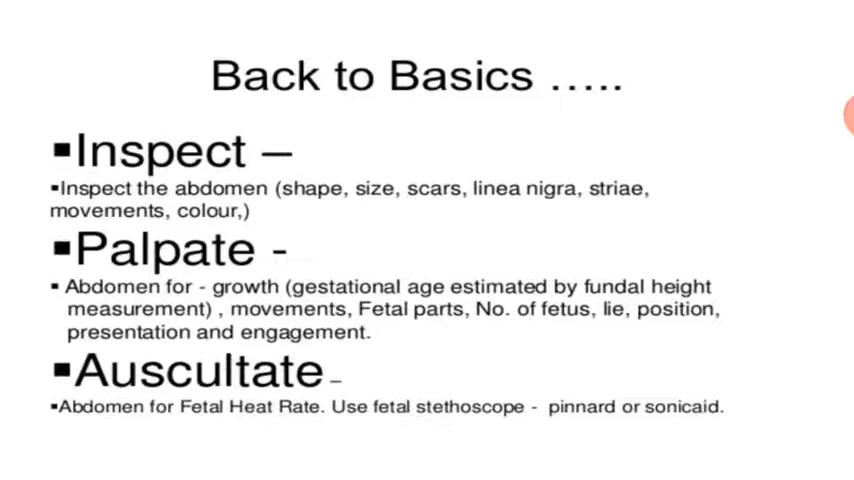 Back to Basics .....
▪Inspect –
▪Inspect the abdomen (shape, size, scars, linea nigra, striae,
movements, colour,)
▪Palpate -
▪ Abdomen for - growth (gestational age estimated by fundal height
measurement) , movements, Fetal parts, No. of fetus, lie, position,
presentation and engagement.
▪Auscultate –
▪Abdomen for Fetal Heat Rate. Use fetal stethoscope - pinnard or sonicaid.